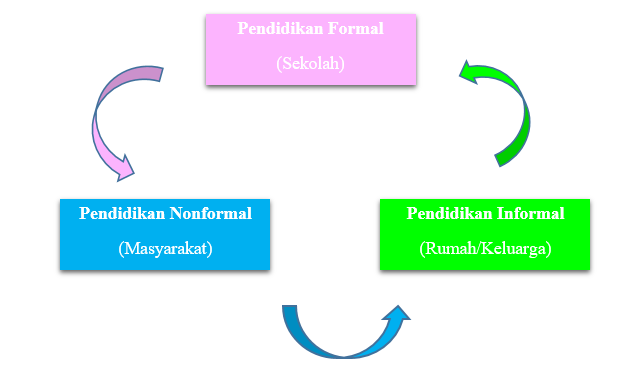 Pendidikan Formal
(Sekolah)
Pendidikan Nonformal
(Masyarakat)
Pendidikan Informal
(Rumah/Keluarga)